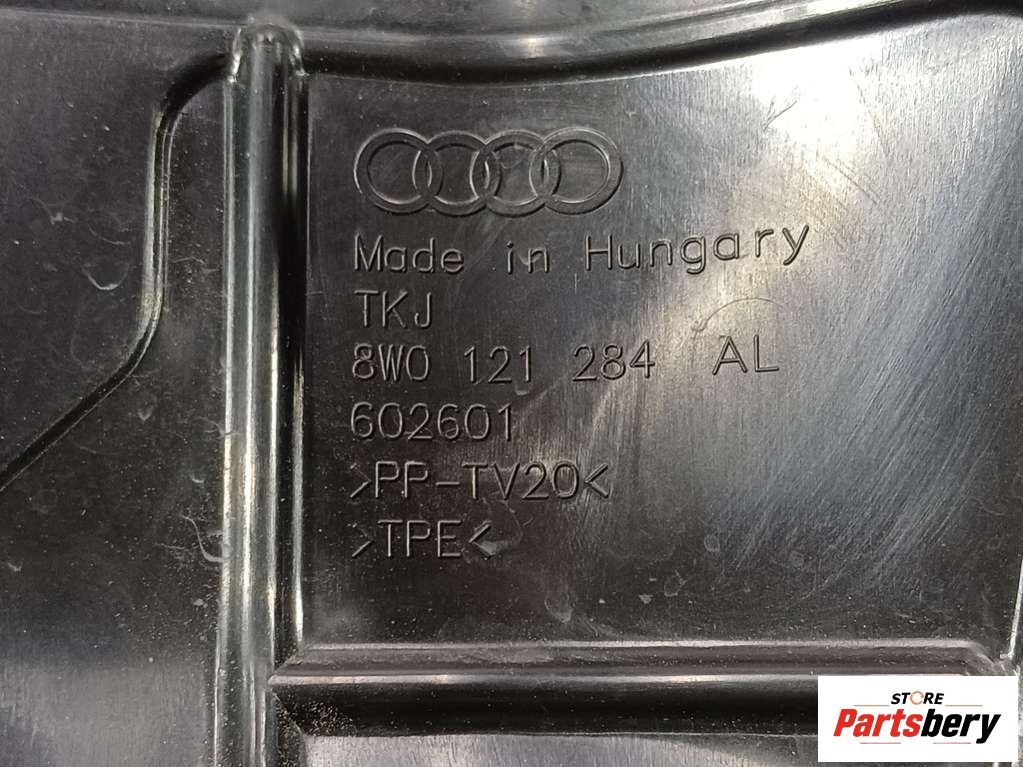 Made in Hungary
TKJ
8W0 121 284 AL
602601
>PP-TV20<
>TPE<
STORE
Partsbery